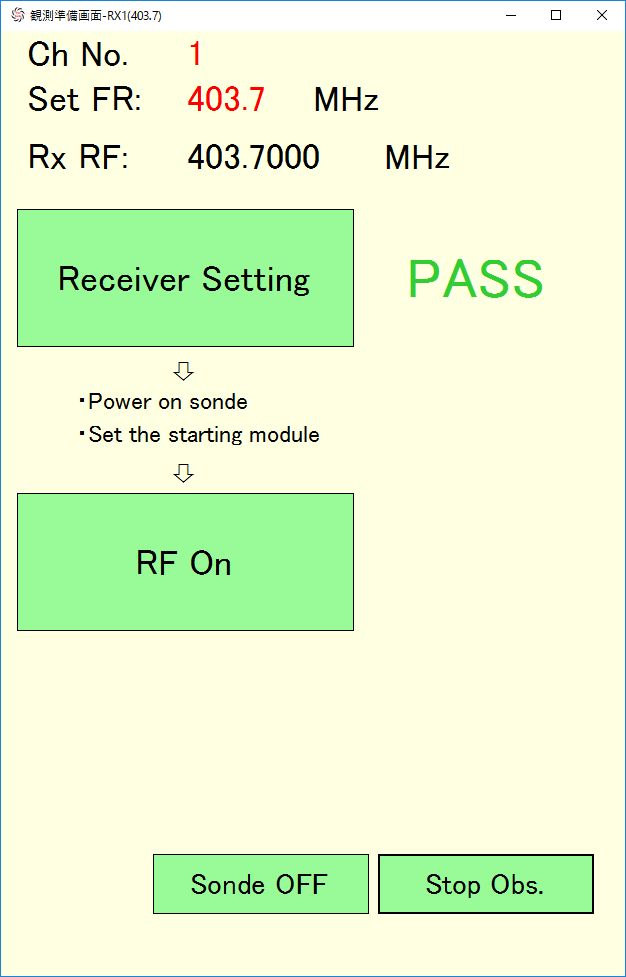 観測準備画面-RX1(403.7)
Ch No. 1
Set FR: 403.7 MHz
Rx RF: 403.7000 MHz
Receiver Setting PASS
⇩
・Power on sonde
・Set the starting module
⇩
RF On
Sonde OFF Stop Obs.